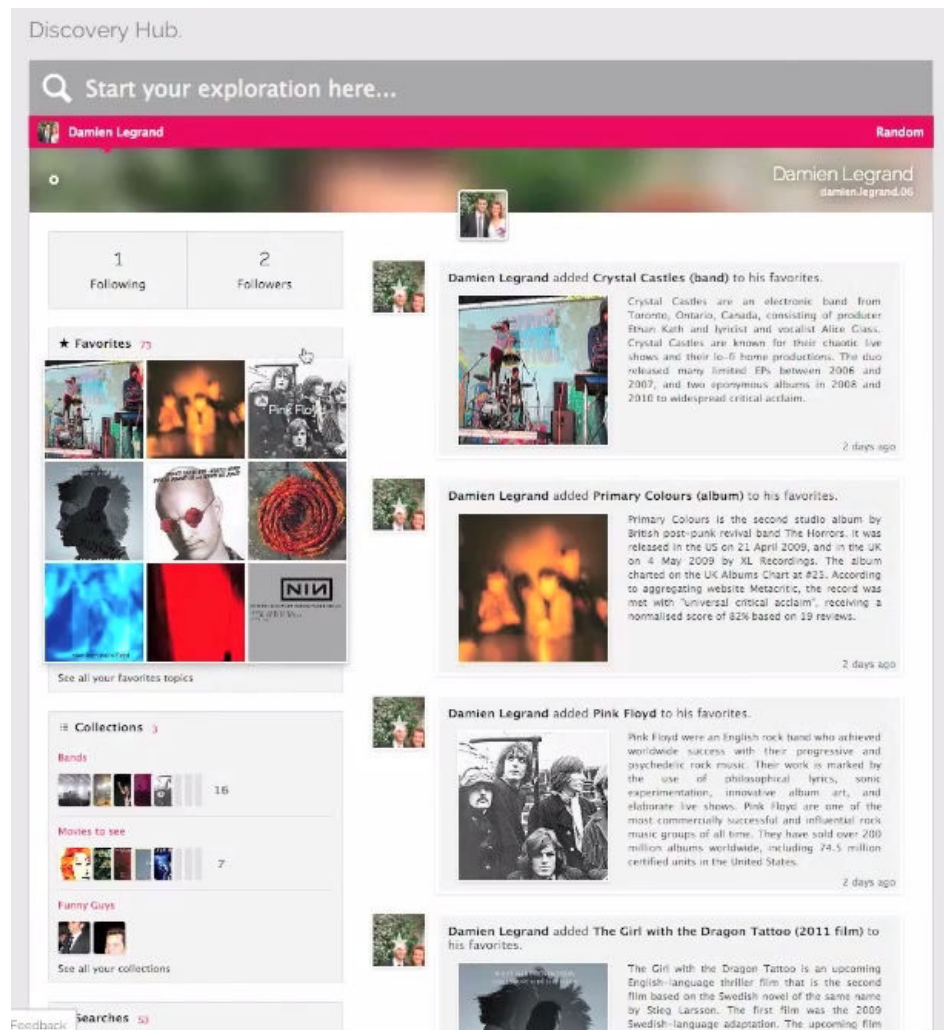 Discovery Hub.
Start your exploration here...
Damien Legrand
Random
Damien Legrand
damien.legrand.06
1
Following
2
Followers
★ Favorites 73
Pink Floyd
NIN
See all your favorites topics
Collections 3
Bands
16
Movies to see
7
Funny Guys
See all your collections
Searches 53
Feedback
Damien Legrand added Crystal Castles (band) to his favorites.
Crystal Castles are an electronic band from
Toronto, Ontario, Canada, consisting of producer
Ethan Kath and lyricist and vocalist Alice Glass.
Crystal Castles are known for their chaotic live
shows and their lo-fi home productions. The duo
released many limited EPs between 2006 and
2007, and two eponymous albums in 2008 and
2010 to widespread critical acclaim.
2 days ago
Damien Legrand added Primary Colours (album) to his favorites.
Primary Colours is the second studio album by
British post-punk revival band The Horrors. It was
released in the US on 21 April 2009, and in the UK
on 4 May 2009 by XL Recordings. The album
charted on the UK Albums Chart at #25. According
to aggregating website Metacritic, the record was
met with "universal critical acclaim", receiving a
normalised score of 82% based on 19 reviews.
2 days ago
Damien Legrand added Pink Floyd to his favorites.
Pink Floyd were an English rock band who achieved
worldwide success with their progressive and
psychedelic rock music. Their work is marked by
the use of philosophical lyrics, sonic
experimentation, innovative album art, and
elaborate live shows. Pink Floyd are one of the
most commercially successful and influential rock
music groups of all time. They have sold over 200
million albums worldwide, including 74.5 million
certified units in the United States.
2 days ago
Damien Legrand added The Girl with the Dragon Tattoo (2011 film) to
his favorites.
The Girl with the Dragon Tattoo is an upcoming
English-language thriller film that is the second
film based on the Swedish novel of the same name
by Stieg Larsson. The first film was the 2009
Swedish-language adaptation. The upcoming film